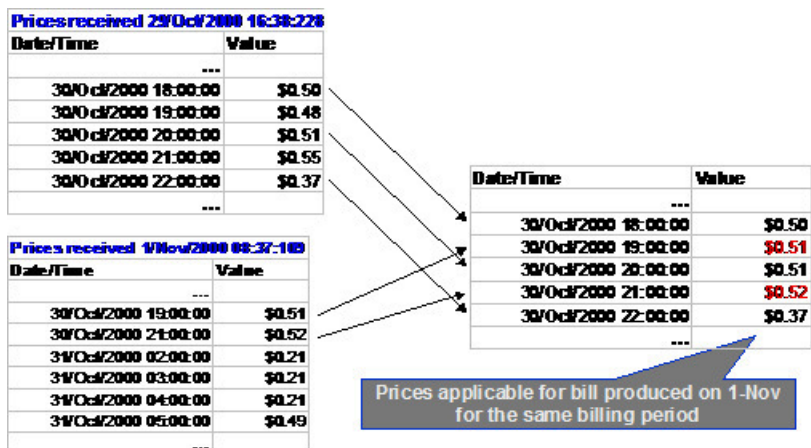 Prices received 29/Oct/2000 16:38:228
Date/Time Value
...
30/Oct/2000 18:00:00 $0.50
30/Oct/2000 19:00:00 $0.48
30/Oct/2000 20:00:00 $0.51
30/Oct/2000 21:00:00 $0.55
30/Oct/2000 22:00:00 $0.37
...
Prices received 1/Nov/2000 08:37:109
Date/Time Value
...
30/Oct/2000 19:00:00 $0.51
30/Oct/2000 21:00:00 $0.52
31/Oct/2000 02:00:00 $0.21
31/Oct/2000 03:00:00 $0.21
31/Oct/2000 04:00:00 $0.21
31/Oct/2000 05:00:00 $0.49
...
Date/Time Value
...
30/Oct/2000 18:00:00 $0.50
30/Oct/2000 19:00:00 $0.51
30/Oct/2000 20:00:00 $0.51
30/Oct/2000 21:00:00 $0.52
30/Oct/2000 22:00:00 $0.37
...
Prices applicable for bill produced on 1-Nov
for the same billing period